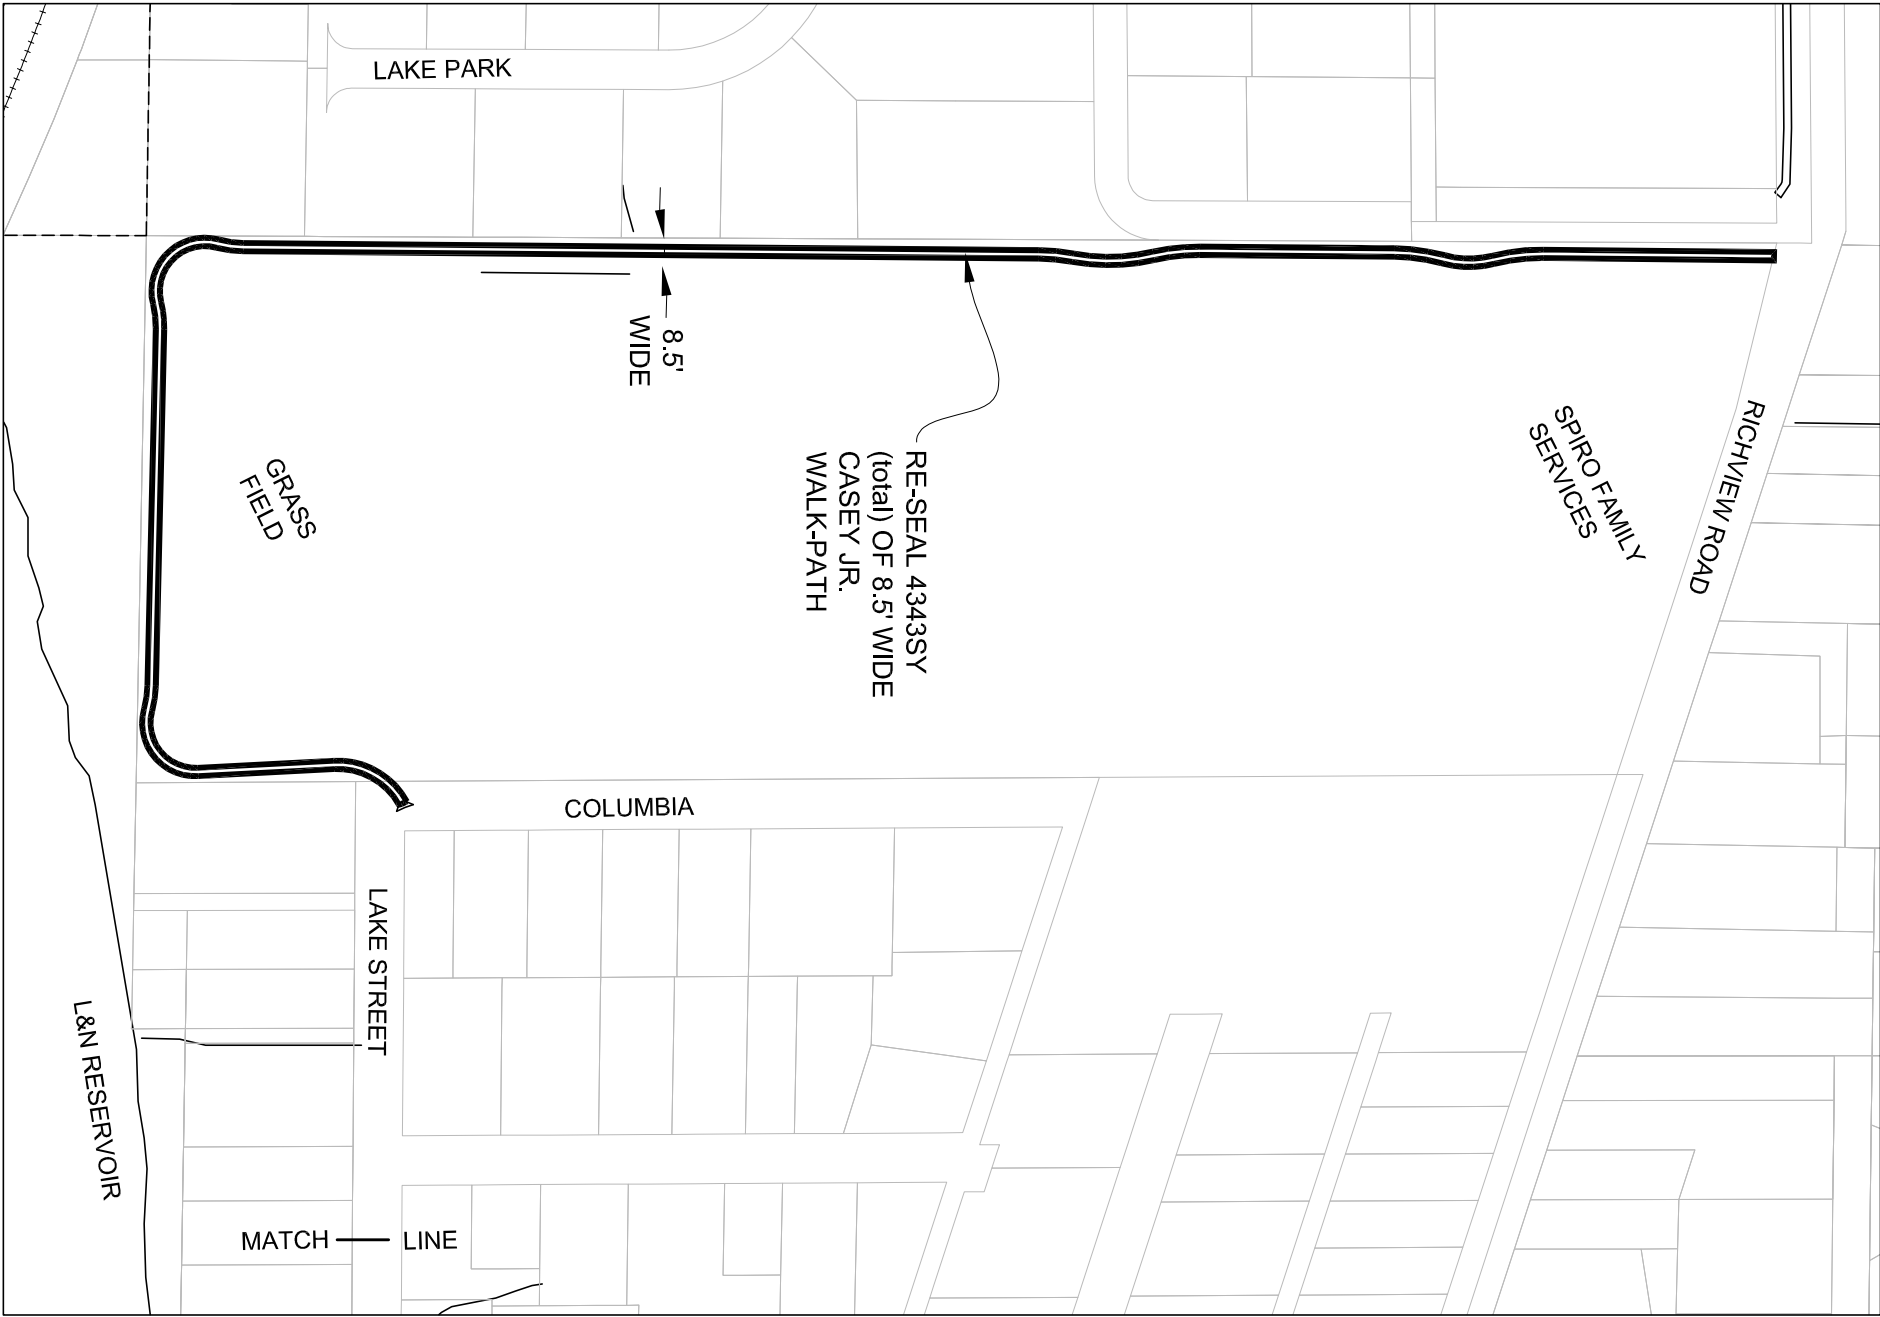 LAKE PARK
8.5'
WIDE
RE-SEAL 4343SY
(total) OF 8.5' WIDE
CASEY JR.
WALK-PATH
SPIRO FAMILY
SERVICES
RICHVIEW ROAD
GRASS
FIELD
COLUMBIA
LAKE STREET
L&N RESERVOIR
MATCH LINE